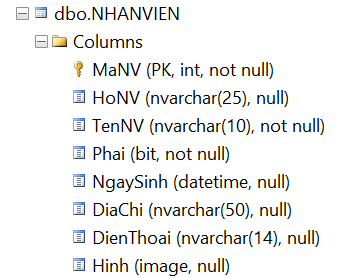 dbo.NHANVIEN
Columns
MaNV (PK, int, not null)
HoNV (nvarchar(25), null)
TenNV (nvarchar(10), not null)
Phai (bit, not null)
NgaySinh (datetime, null)
DiaChi (nvarchar(50), null)
DienThoai (nvarchar(14), null)
Hinh (image, null)